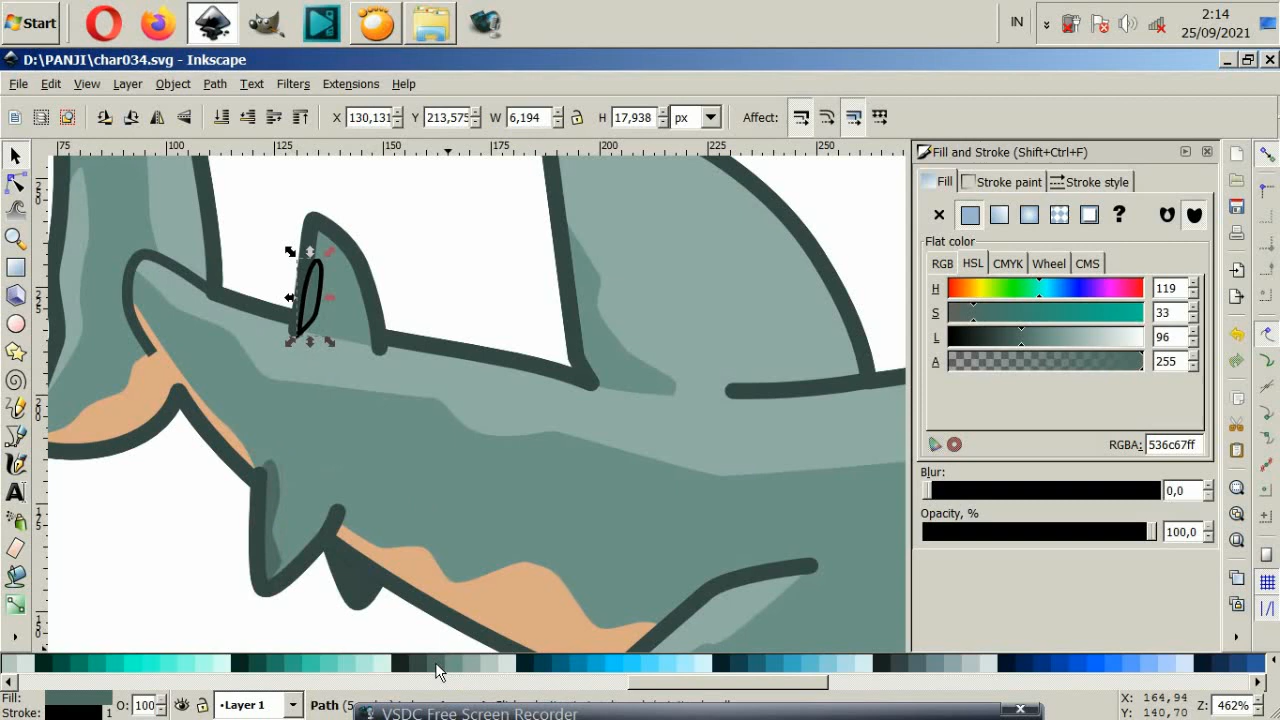 Start
IN
2:14
25/09/2021
D:\PANJI\char034.svg - Inkscape
File Edit View Layer Object Path Text Filters Extensions Help
X 130,131 Y 213,575 W 6,194 H 17,938 px Affect:
75 100 125 150 175 200 225 250
Fill and Stroke (Shift+Ctrl+F)
Fill Stroke paint Stroke style
?
Flat color
RGB HSL CMYK Wheel CMS
H 119
S 33
L 96
A 255
RGBA: 536c67ff
Blur:
0,0
Opacity, %
100,0
Fill:
Stroke: 1
O: 100
Layer 1
Path
X: 164,94
Y: 140,70
Z: 462%
VSDC Free Screen Recorder